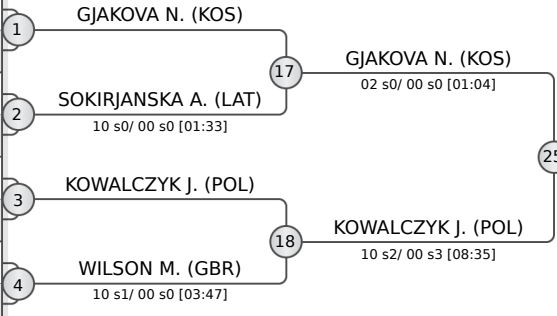 GJAKOVA N. (KOS)
1
17
GJAKOVA N. (KOS)
02 s0/ 00 s0 [01:04]
SOKIRJANSKA A. (LAT)
2
10 s0/ 00 s0 [01:33]
25
KOWALCZYK J. (POL)
3
18
KOWALCZYK J. (POL)
10 s2/ 00 s3 [08:35]
WILSON M. (GBR)
4
10 s1/ 00 s0 [03:47]